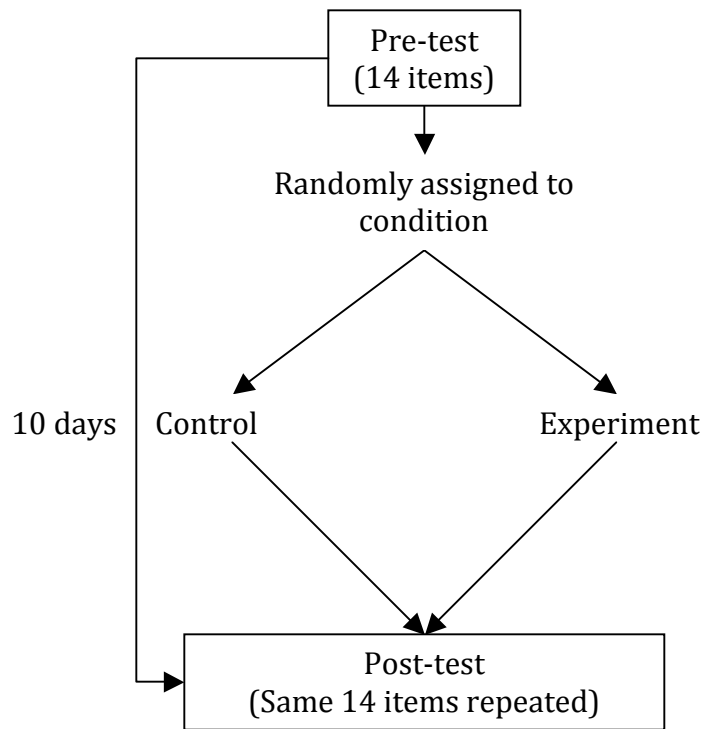 Pre-test
(14 items)
Randomly assigned to
condition
10 days
Control
Experiment
Post-test
(Same 14 items repeated)